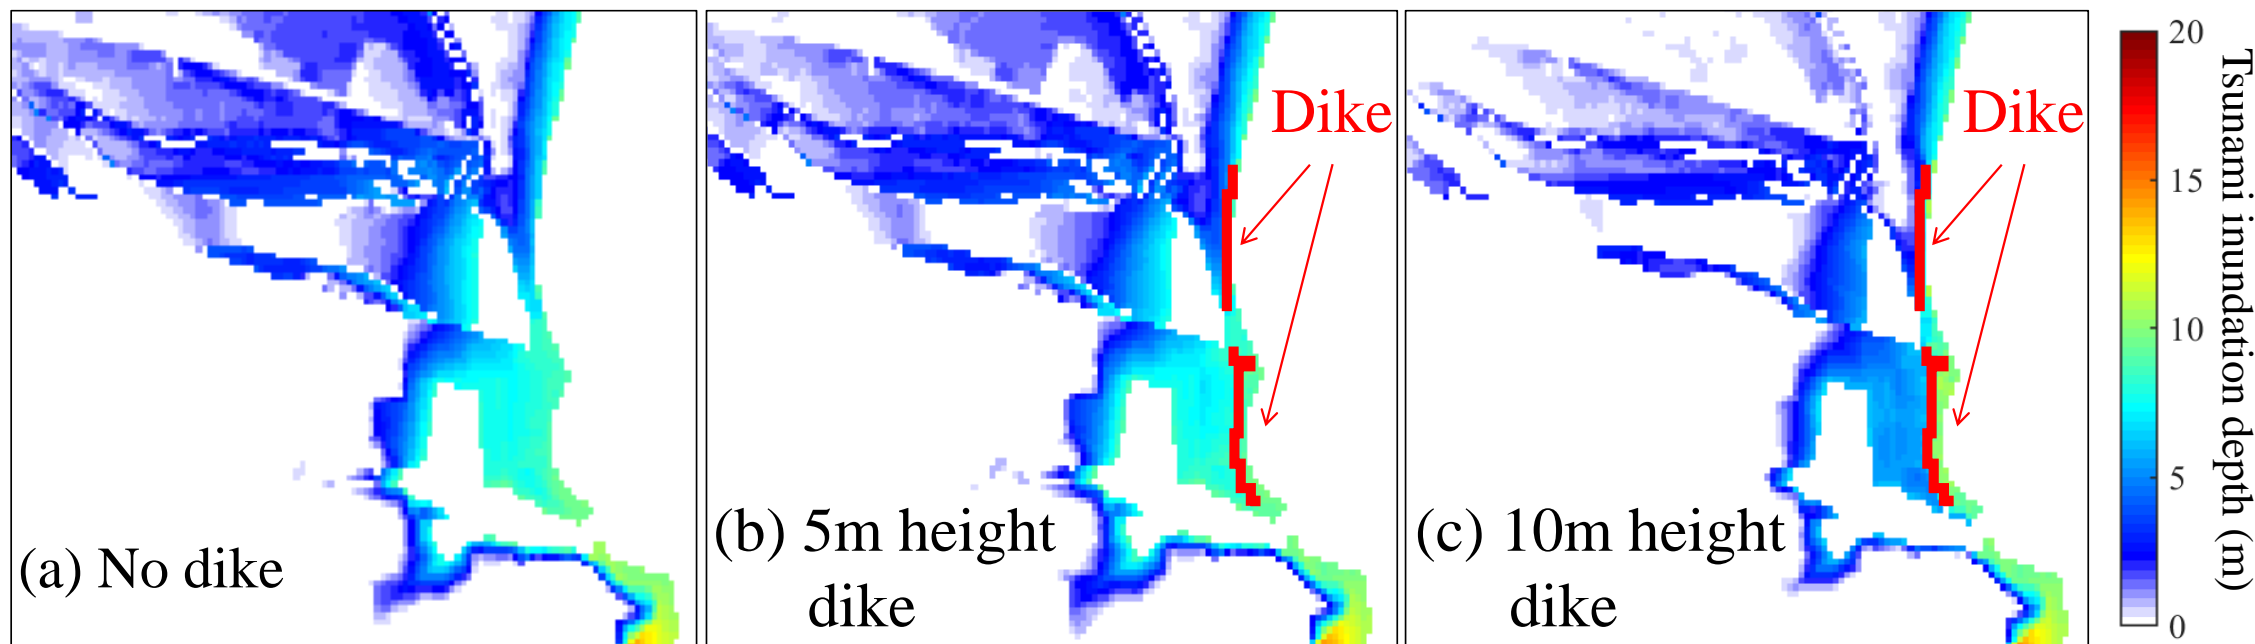 Dike
Dike
(a) No dike
(b) 5m height
dike
(c) 10m height
dike
20
15
10
5
0
Tsunami inundation depth (m)